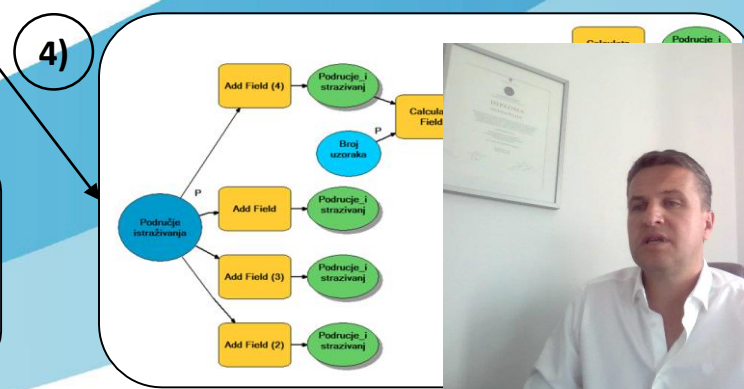 4)
Add Field (4)
Podrucje_i
strazivanj
Podrucje_i
Broj
uzoraka
P
P
Područje
istraživanja
Add Field
Podrucje_i
strazivanj
Add Field (3)
Podrucje_i
strazivanj
Add Field (2)
Podrucje_i
strazivanj